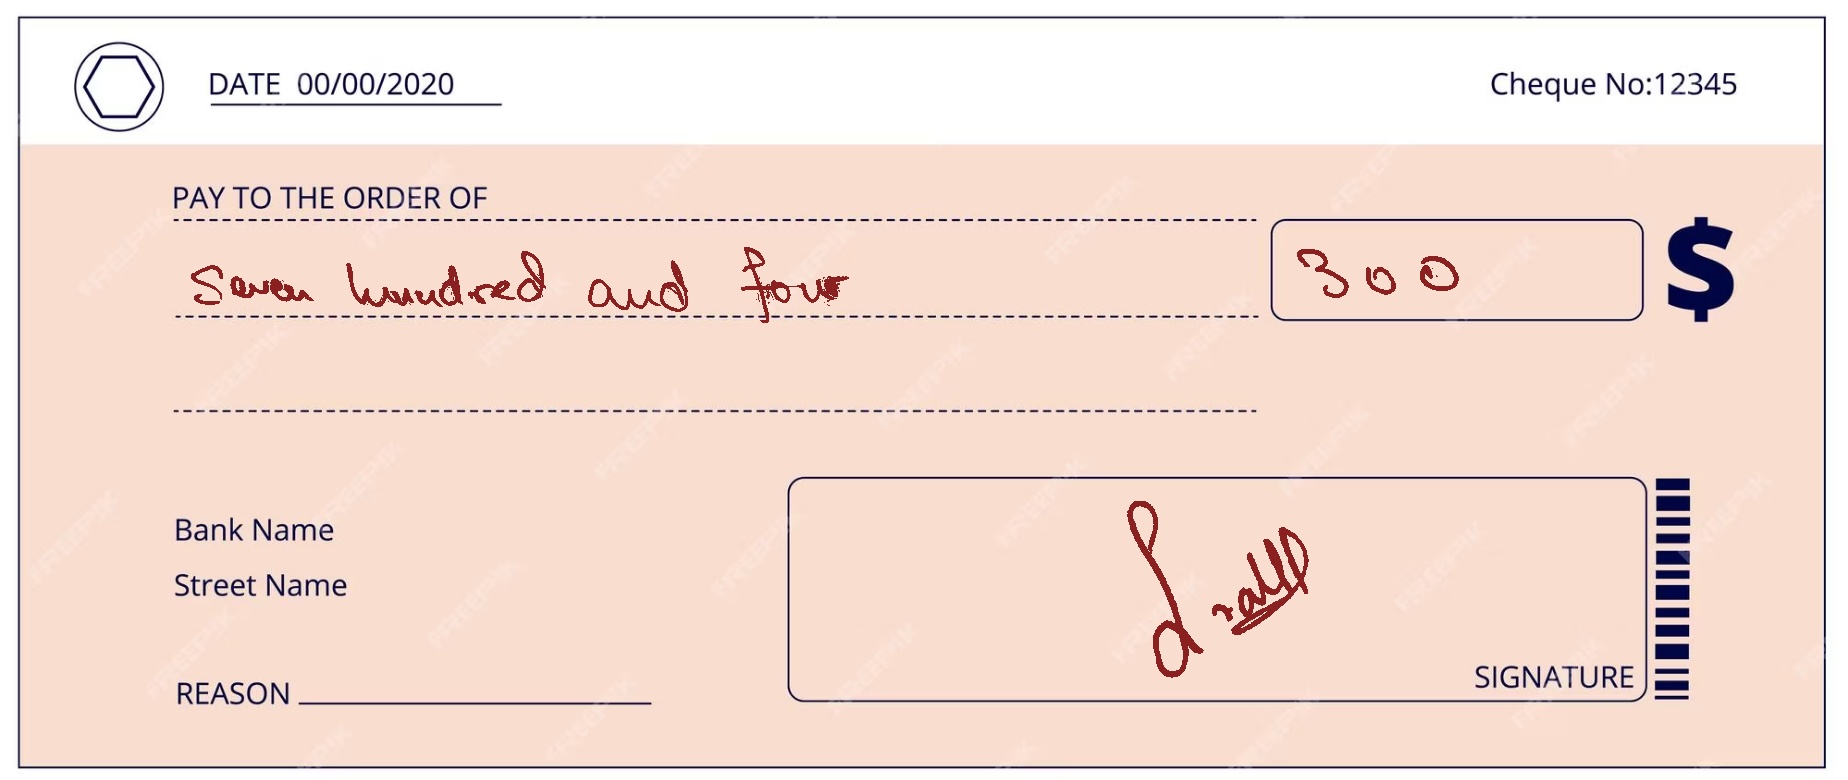 DATE 00/00/2020
Cheque No:12345
PAY TO THE ORDER OF
Seven hundred and four
300
$
Bank Name
Street Name
REASON
SIGNATURE